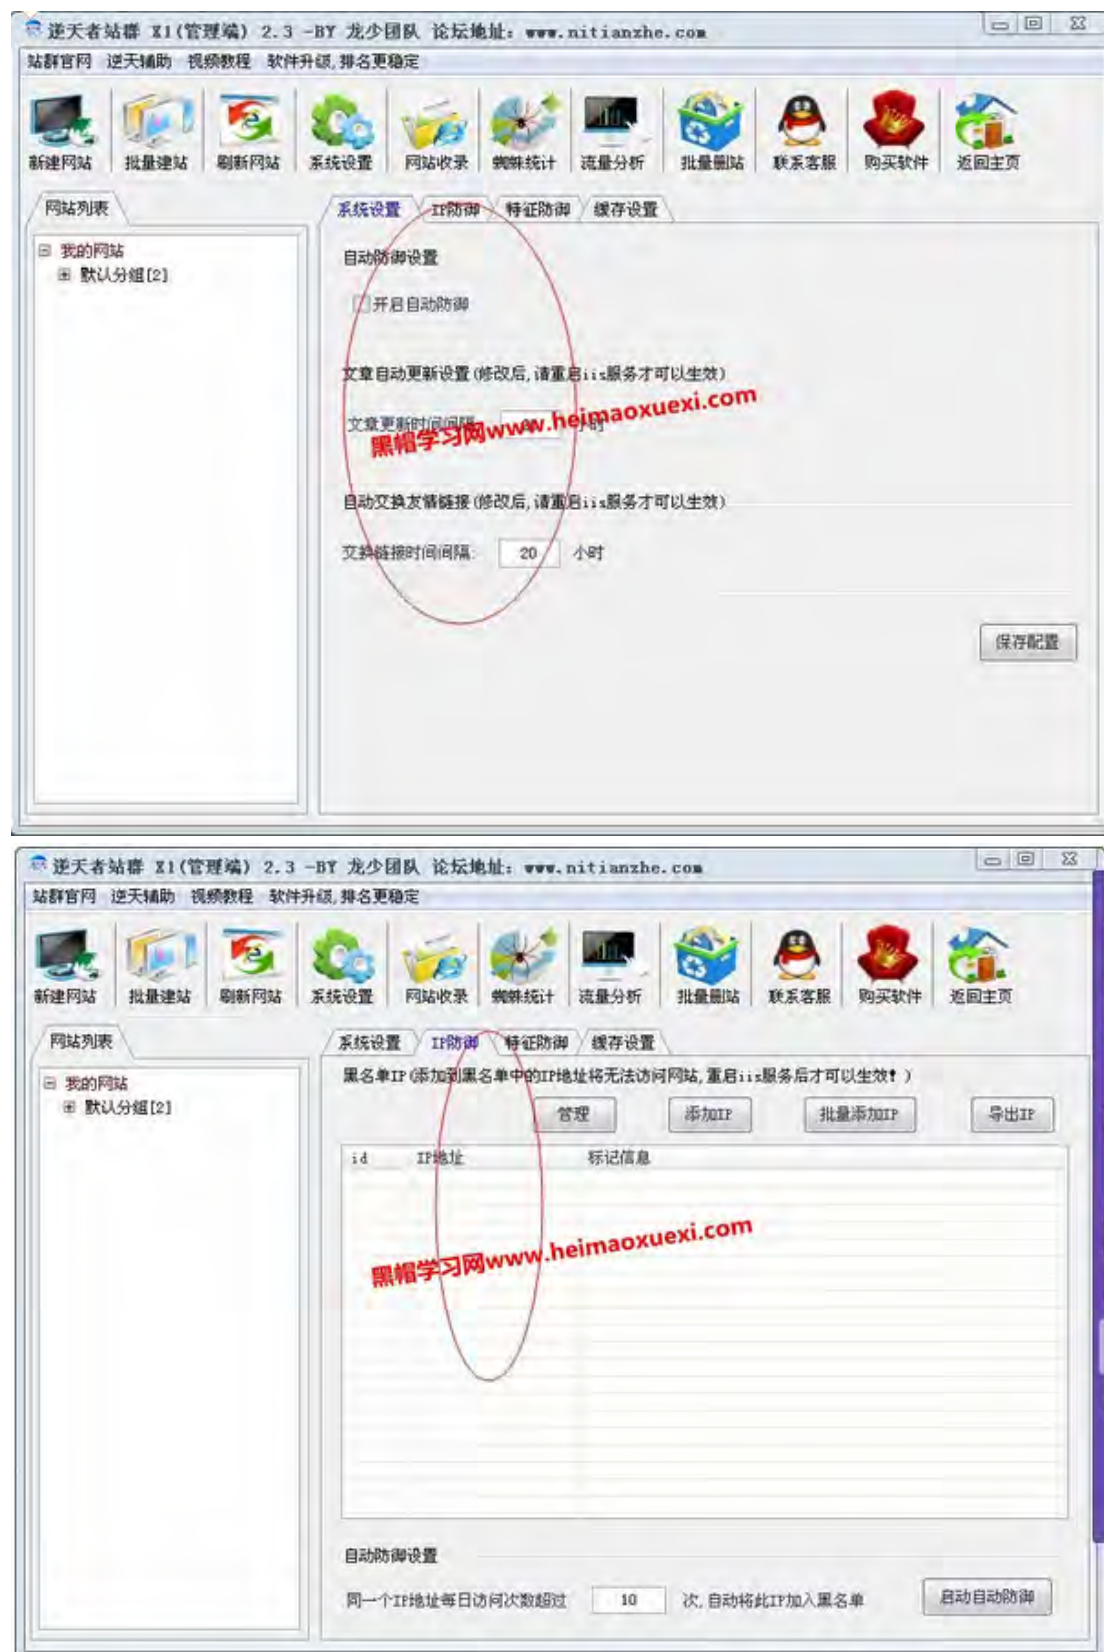 逆天者站群 X1(管理端) 2.3 -BY 龙少团队 论坛地址: www.nitianzhe.com
站群官网 逆天辅助 视频教程 软件升级,排名更稳定
新建网站 批量建站 刷新网站 系统设置 网站收录 蜘蛛统计 流量分析 批量删站 联系客服 购买软件 返回主页
网站列表 系统设置 IP防御 特征防御 缓存设置
我的网站
默认分组[2]
自动防御设置
开启自动防御
文章自动更新设置(修改后,请重启iis服务才可以生效)
文章更新时间间隔: 小时
黑帽学习网www.heimaoxuexi.com
自动交换友情链接(修改后,请重启iis服务才可以生效)
交换链接时间间隔: 20 小时
保存配置
逆天者站群 X1(管理端) 2.3 -BY 龙少团队 论坛地址: www.nitianzhe.com
站群官网 逆天辅助 视频教程 软件升级,排名更稳定
新建网站 批量建站 刷新网站 系统设置 网站收录 蜘蛛统计 流量分析 批量删站 联系客服 购买软件 返回主页
网站列表 系统设置 IP防御 特征防御 缓存设置
我的网站
默认分组[2]
黑名单IP(添加到黑名单中的IP地址将无法访问网站,重启iis服务后才可以生效! )
管理 添加IP 批量添加IP 导出IP
id IP地址 标记信息
黑帽学习网www.heimaoxuexi.com
自动防御设置
同一个IP地址每日访问次数超过 10 次,自动将此IP加入黑名单 启动自动防御